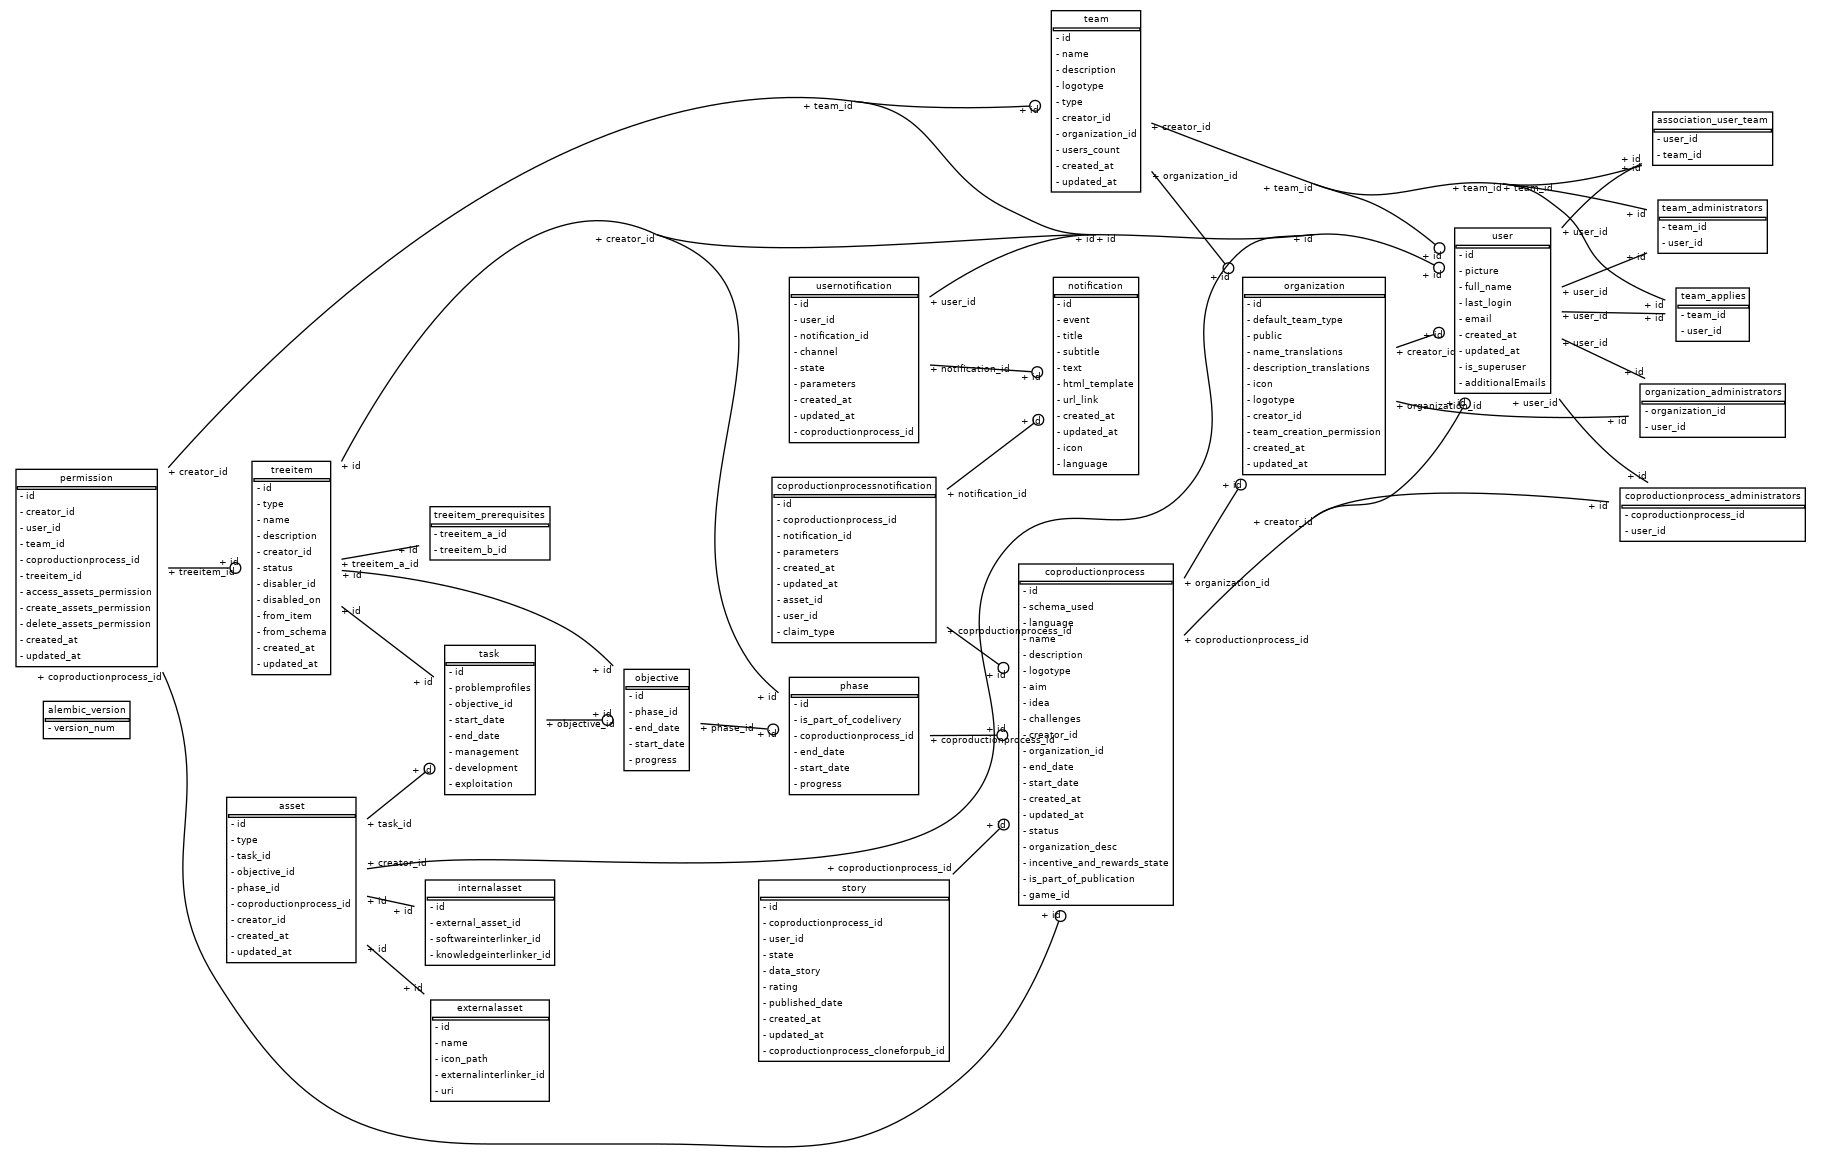 team
- id
- name
- description
- logotype
- type
- creator_id
- organization_id
- users_count
- created_at
- updated_at
+ team_id
+ id
+ creator_id
+ organization_id
+ team_id
+ team_id
+ team_id
association_user_team
- user_id
- team_id
+ id
+ id
team_administrators
- team_id
- user_id
+ id
+ id
team_applies
- team_id
- user_id
+ id
+ id
organization_administrators
- organization_id
- user_id
+ id
+ id
coproductionprocess_administrators
- coproductionprocess_id
- user_id
+ id
+ id
user
- id
- picture
- full_name
- last_login
- email
- created_at
- updated_at
- is_superuser
- additionalEmails
+ user_id
+ user_id
+ user_id
+ user_id
+ user_id
+ id
+ id
+ id
+ id
+ creator_id
+ id
+ id
+ id
+ creator_id
+ organization_id
+ id
usernotification
- id
- user_id
- notification_id
- channel
- state
- parameters
- created_at
- updated_at
- coproductionprocess_id
+ user_id
+ notification_id
+ id
notification
- id
- event
- title
- subtitle
- text
- html_template
- url_link
- created_at
- updated_at
- icon
- language
+ id
organization
- id
- default_team_type
- public
- name_translations
- description_translations
- icon
- logotype
- creator_id
- team_creation_permission
- created_at
- updated_at
+ id
coproductionprocessnotification
- id
- coproductionprocess_id
- notification_id
- parameters
- created_at
- updated_at
- asset_id
- user_id
- claim_type
+ notification_id
+ coproductionprocess_id
+ id
+ creator_id
permission
- id
- creator_id
- user_id
- team_id
- coproductionprocess_id
- treeitem_id
- access_assets_permission
- create_assets_permission
- delete_assets_permission
- created_at
- updated_at
+ treeitem_id
+ id
+ coproductionprocess_id
+ id
treeitem
- id
- type
- name
- description
- creator_id
- status
- disabler_id
- disabled_on
- from_item
- from_schema
- created_at
- updated_at
treeitem_prerequisites
- treeitem_a_id
- treeitem_b_id
+ id
+ treeitem_a_id
+ id
+ id
+ id
alembic_version
- version_num
task
- id
- problemprofiles
- objective_id
- start_date
- end_date
- management
- development
- exploitation
+ id
+ objective_id
+ id
objective
- id
- phase_id
- end_date
- start_date
- progress
+ id
+ phase_id
+ id
phase
- id
- is_part_of_codelivery
- coproductionprocess_id
- end_date
- start_date
- progress
+ coproductionprocess_id
+ id
coproductionprocess
- id
- schema_used
- language
- name
- description
- logotype
- aim
- idea
- challenges
- creator_id
- organization_id
- end_date
- start_date
- created_at
- updated_at
- status
- organization_desc
- incentive_and_rewards_state
- is_part_of_publication
- game_id
+ creator_id
+ organization_id
+ coproductionprocess_id
+ id
+ id
+ task_id
+ creator_id
+ id
+ id
asset
- id
- type
- task_id
- objective_id
- phase_id
- coproductionprocess_id
- creator_id
- created_at
- updated_at
internalasset
- id
- external_asset_id
- softwareinterlinker_id
- knowledgeinterlinker_id
+ id
externalasset
- id
- name
- icon_path
- externalinterlinker_id
- uri
+ id
+ coproductionprocess_id
story
- id
- coproductionprocess_id
- user_id
- state
- data_story
- rating
- published_date
- created_at
- updated_at
- coproductionprocess_cloneforpub_id
+ id